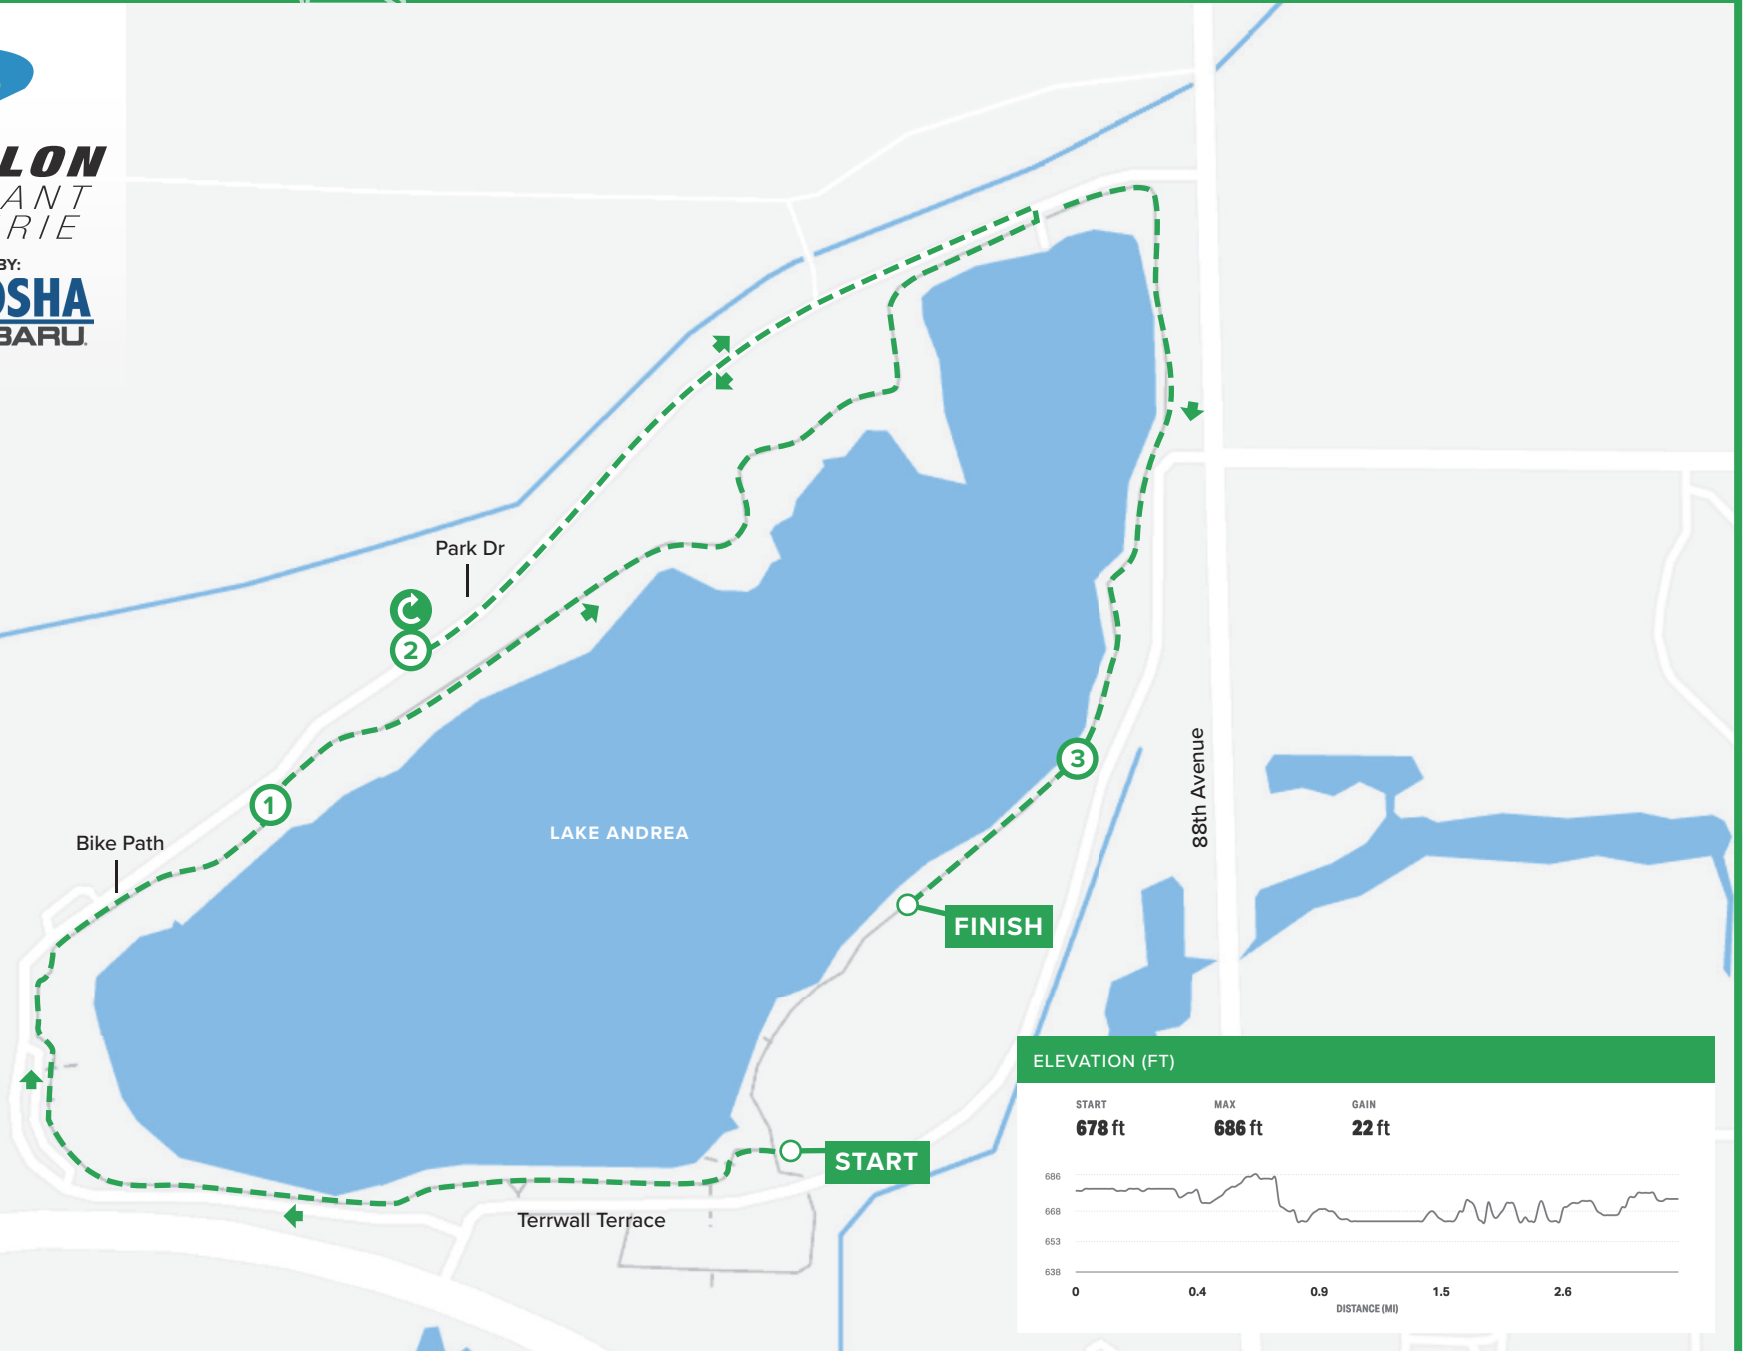 LON
ANT
RIE
BY:
OSHA
BARU
Park Dr
2
1
Bike Path
LAKE ANDREA
3
88th Avenue
FINISH
START
Terrwall Terrace
ELEVATION (FT)
START MAX GAIN
678 ft 686 ft 22 ft
686
668
653
638
0 0.4 0.9 1.5 2.6
DISTANCE (MI)